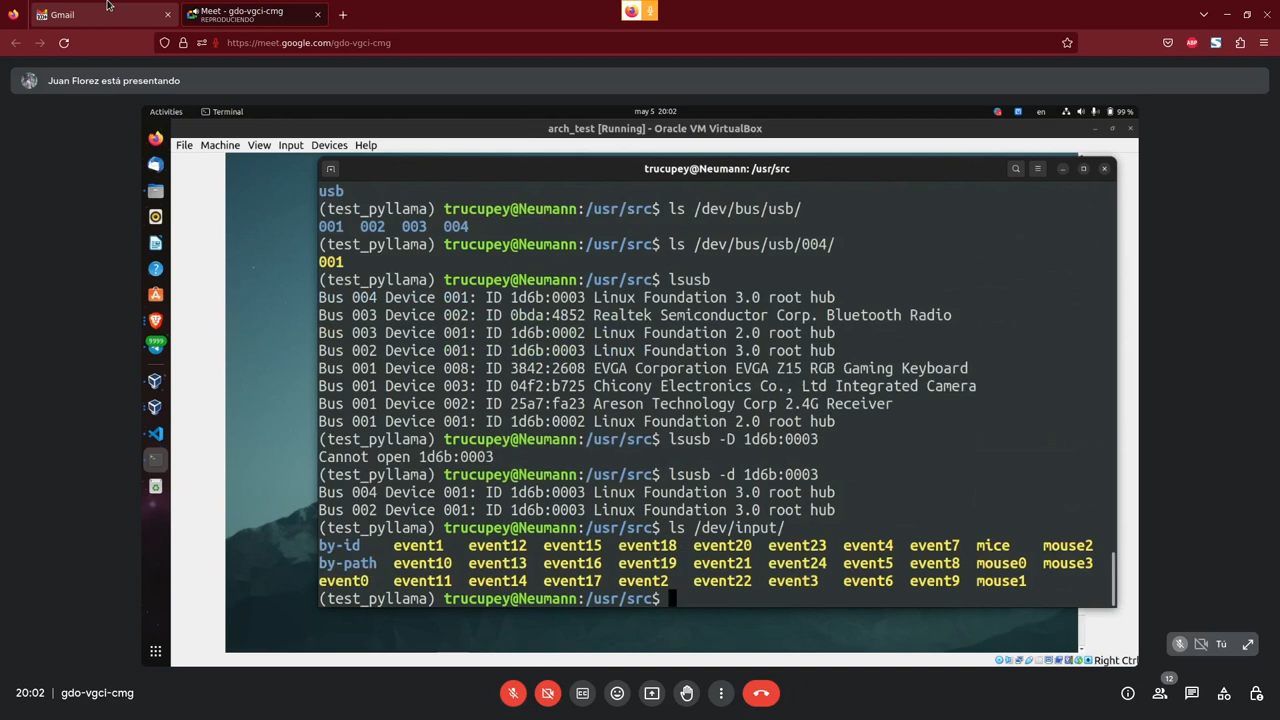 Gmail
Meet - gdo-vgci-cmg
REPRODUCIENDO
https://meet.google.com/gdo-vgci-cmg
Juan Florez está presentando
Activities
Terminal
may 5 20:02
en
99 %
arch_test [Running] - Oracle VM VirtualBox
File Machine View Input Devices Help
trucupey@Neumann: /usr/src
usb
(test_pyllama) trucupey@Neumann:/usr/src$ ls /dev/bus/usb/
001 002 003 004
(test_pyllama) trucupey@Neumann:/usr/src$ ls /dev/bus/usb/004/
001
(test_pyllama) trucupey@Neumann:/usr/src$ lsusb
Bus 004 Device 001: ID 1d6b:0003 Linux Foundation 3.0 root hub
Bus 003 Device 002: ID 0bda:4852 Realtek Semiconductor Corp. Bluetooth Radio
Bus 003 Device 001: ID 1d6b:0002 Linux Foundation 2.0 root hub
Bus 002 Device 001: ID 1d6b:0003 Linux Foundation 3.0 root hub
Bus 001 Device 008: ID 3842:2608 EVGA Corporation EVGA Z15 RGB Gaming Keyboard
Bus 001 Device 003: ID 04f2:b725 Chicony Electronics Co., Ltd Integrated Camera
Bus 001 Device 002: ID 25a7:fa23 Areson Technology Corp 2.4G Receiver
Bus 001 Device 001: ID 1d6b:0002 Linux Foundation 2.0 root hub
(test_pyllama) trucupey@Neumann:/usr/src$ lsusb -D 1d6b:0003
Cannot open 1d6b:0003
(test_pyllama) trucupey@Neumann:/usr/src$ lsusb -d 1d6b:0003
Bus 004 Device 001: ID 1d6b:0003 Linux Foundation 3.0 root hub
Bus 002 Device 001: ID 1d6b:0003 Linux Foundation 3.0 root hub
(test_pyllama) trucupey@Neumann:/usr/src$ ls /dev/input/
by-id event1 event12 event15 event18 event20 event23 event4 event7 mice mouse2
by-path event10 event13 event16 event19 event21 event24 event5 event8 mouse0 mouse3
event0 event11 event14 event17 event2 event22 event3 event6 event9 mouse1
(test_pyllama) trucupey@Neumann:/usr/src$
Tú
Right Ctrl
20:02
gdo-vgci-cmg
12